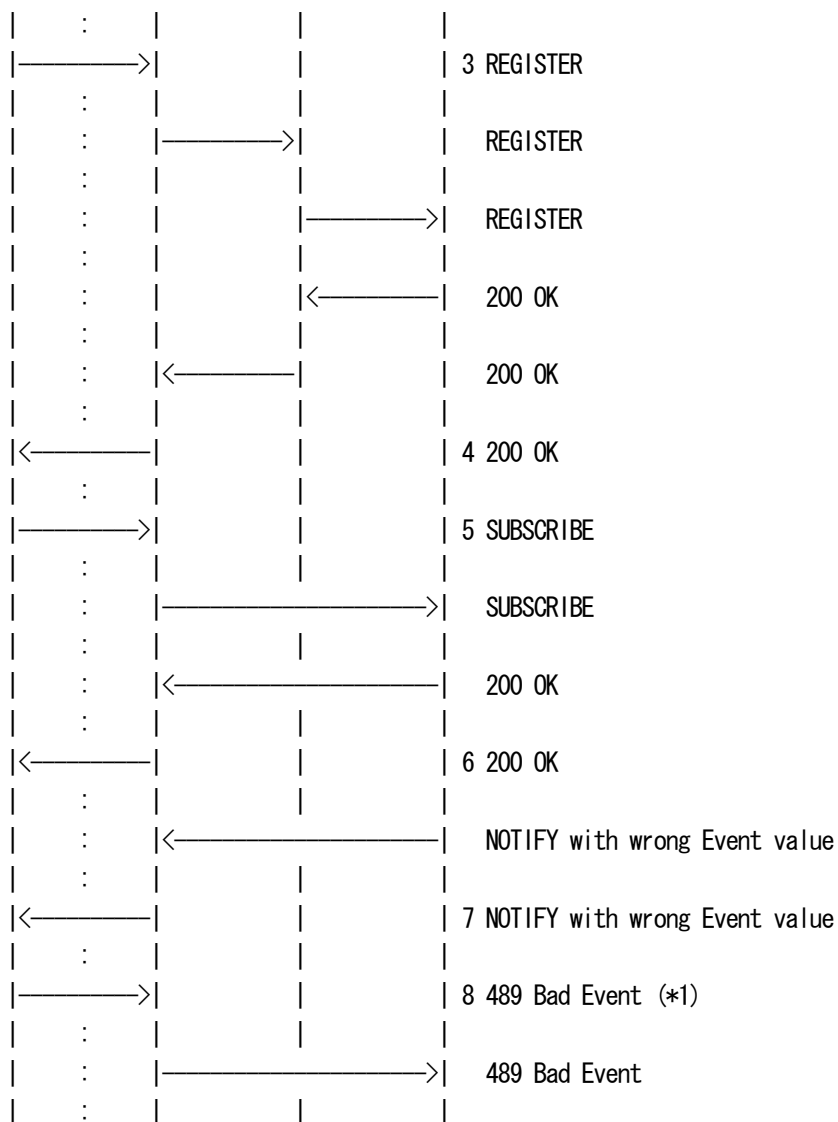 3 REGISTER
REGISTER
REGISTER
200 OK
200 OK
4 200 OK
5 SUBSCRIBE
SUBSCRIBE
200 OK
6 200 OK
NOTIFY with wrong Event value
7 NOTIFY with wrong Event value
8 489 Bad Event (*1)
489 Bad Event